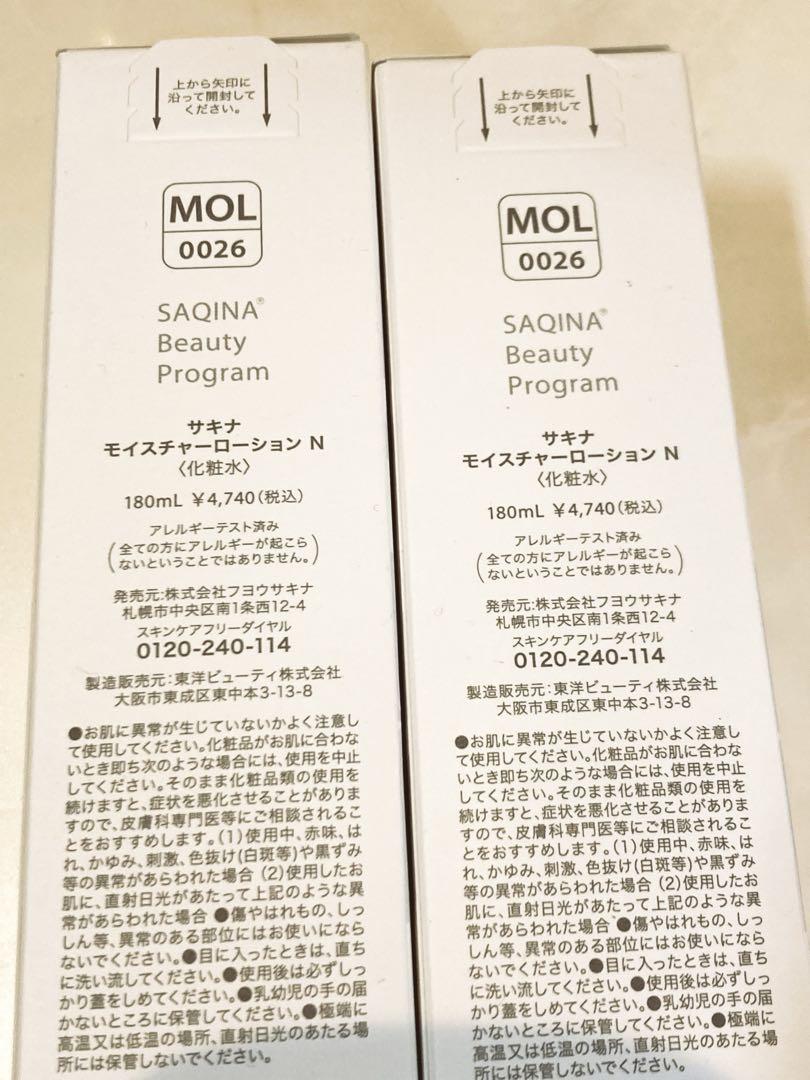 上から矢印に
沿って開封して
ください。
MOL
0026
SAQINA®
Beauty
Program
サキナ
モイスチャーローション N
〈化粧水〉
180mL ¥4,740(税込)
アレルギーテスト済み
(全ての方にアレルギーが起こら
ないということではありません。)
発売元:株式会社フヨウサキナ
札幌市中央区南1条西12-4
スキンケアフリーダイヤル
0120-240-114
製造販売元:東洋ビューティ株式会社
大阪市東成区東中本3-13-8
●お肌に異常が生じていないかよく注意し
て使用してください。化粧品がお肌に合わな
いとき即ち次のような場合には、使用を中止
してください。そのまま化粧品類の使用を
続けますと、症状を悪化させることがありま
すので、皮膚科専門医等にご相談されるこ
とをおすすめします。(1)使用中、赤味、は
れ、かゆみ、刺激、色抜け(白斑等)や黒ずみ
等の異常があらわれた場合 (2)使用したお
肌に、直射日光があたって上記のような異
常があらわれた場合 ●傷やはれもの、しっ
しん等、異常のある部位にはお使いになら
ないでください。●目に入ったときは、直ち
に洗い流してください。●使用後は必ずしっ
かり蓋をしめてください。●乳幼児の手の届
かないところに保管してください。●極端に
高温又は低温の場所、直射日光のあたる場
所には保管しないでください。
上から矢印に
沿って開封して
ください。
MOL
0026
SAQINA®
Beauty
Program
サキナ
モイスチャーローション N
〈化粧水〉
180mL ¥4,740(税込)
アレルギーテスト済み
(全ての方にアレルギーが起こら
ないということではありません。)
発売元:株式会社フヨウサキナ
札幌市中央区南1条西12-4
スキンケアフリーダイヤル
0120-240-114
製造販売元:東洋ビューティ株式会社
大阪市東成区東中本3-13-8
●お肌に異常が生じていないかよく注意し
て使用してください。化粧品がお肌に合わな
いとき即ち次のような場合には、使用を中止
してください。そのまま化粧品類の使用を
続けますと、症状を悪化させることがありま
すので、皮膚科専門医等にご相談されるこ
とをおすすめします。(1)使用中、赤味、は
れ、かゆみ、刺激、色抜け(白斑等)や黒ずみ
等の異常があらわれた場合 (2)使用したお
肌に、直射日光があたって上記のような異
常があらわれた場合 ●傷やはれもの、しっ
しん等、異常のある部位にはお使いになら
ないでください。●目に入ったときは、直ち
に洗い流してください。●使用後は必ずしっ
かり蓋をしめてください。●乳幼児の手の届
かないところに保管してください。●極端に
高温又は低温の場所、直射日光のあたる場
所には保管しないでください。